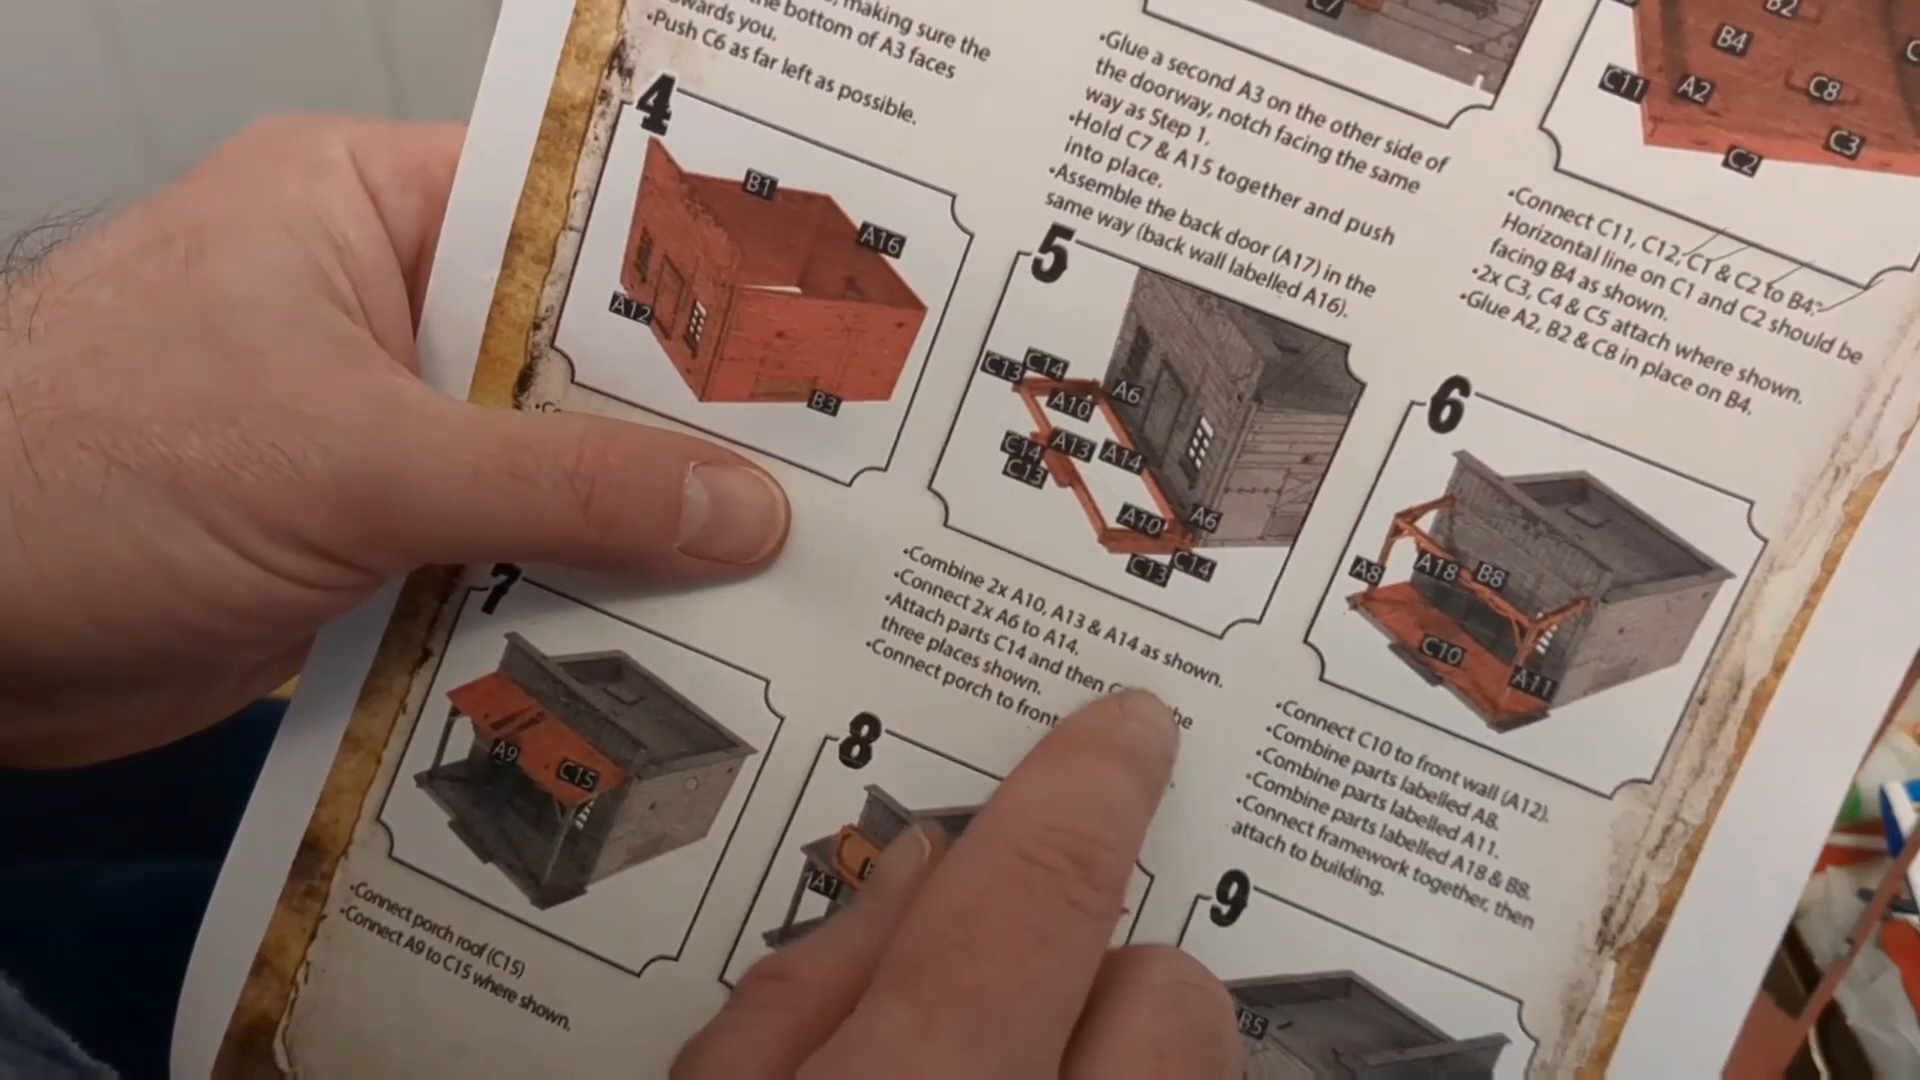 making sure the
the bottom of A3 faces
wards you.
•Push C6 as far left as possible.
C7
•Glue a second A3 on the other side of
the doorway, notch facing the same
way as Step 1.
•Hold C7 & A15 together and push
into place.
•Assemble the back door (A17) in the
same way (back wall labelled A16).
B2
B4
C11
A2
C8
C3
C2
•Connect C11, C12, C1 & C2 to B4.
Horizontal line on C1 and C2 should be
facing B4 as shown.
•2x C3, C4 & C5 attach where shown.
•Glue A2, B2 & C8 in place on B4.
4
B1
A16
A12
B3
5
C13
C14
A6
A10
A13
A14
C14
C13
A10
A6
C13
C14
•Combine 2x A10, A13 & A14 as shown.
•Connect 2x A6 to A14.
•Attach parts C14 and then
three places shown.
•Connect porch to front
6
A8
A18
B8
C10
A11
•Connect C10 to front wall (A12).
•Combine parts labelled A8.
•Combine parts labelled A11.
•Combine parts labelled A18 & B8.
•Connect framework together, then
attach to building.
7
A9
C15
•Connect porch roof (C15)
•Connect A9 to C15 where shown.
8
9
B5